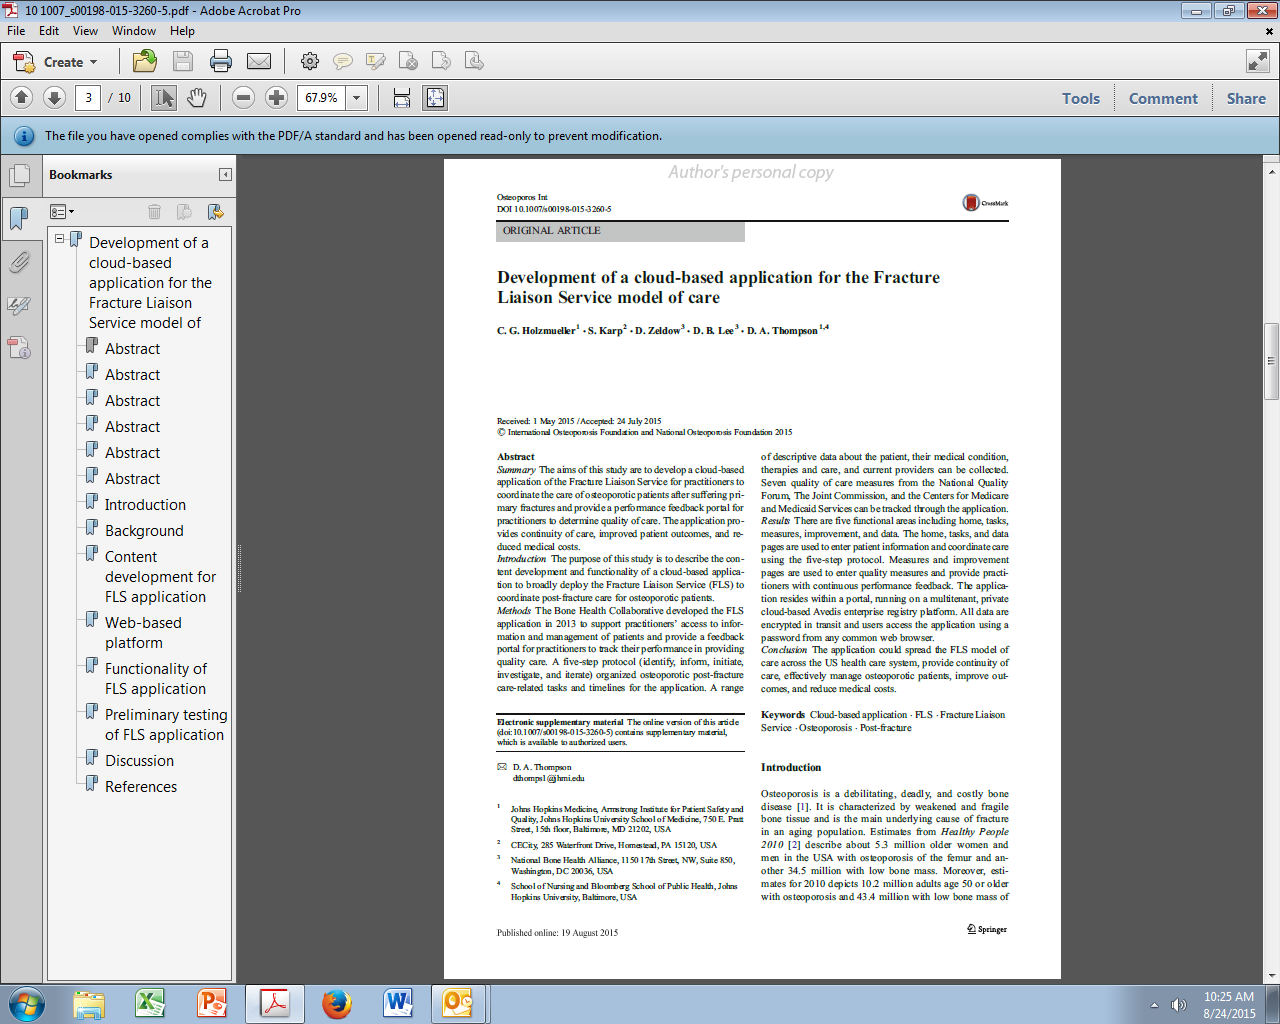 10 1007_s00198-015-3260-5.pdf - Adobe Acrobat Pro
File Edit View Window Help
Create
3 / 10
67.9%
Tools Comment Share
The file you have opened complies with the PDF/A standard and has been opened read-only to prevent modification.
Bookmarks
Development of a
cloud-based
application for the
Fracture Liaison
Service model of
Abstract
Abstract
Abstract
Abstract
Abstract
Abstract
Introduction
Background
Content
development for
FLS application
Web-based
platform
Functionality of
FLS application
Preliminary testing
of FLS application
Discussion
References
Author's personal copy
Osteoporos Int
DOI 10.1007/s00198-015-3260-5
CrossMark
ORIGINAL ARTICLE
Development of a cloud-based application for the Fracture
Liaison Service model of care
C. G. Holzmueller1 · S. Karp2 · D. Zeldow3 · D. B. Lee3 · D. A. Thompson1,4
Received: 1 May 2015 / Accepted: 24 July 2015
© International Osteoporosis Foundation and National Osteoporosis Foundation 2015
Abstract
Summary The aims of this study are to develop a cloud-based
application of the Fracture Liaison Service for practitioners to
coordinate the care of osteoporotic patients after suffering pri-
mary fractures and provide a performance feedback portal for
practitioners to determine quality of care. The application pro-
vides continuity of care, improved patient outcomes, and re-
duced medical costs.
Introduction The purpose of this study is to describe the con-
tent development and functionality of a cloud-based applica-
tion to broadly deploy the Fracture Liaison Service (FLS) to
coordinate post-fracture care for osteoporotic patients.
Methods The Bone Health Collaborative developed the FLS
application in 2013 to support practitioners' access to infor-
mation and management of patients and provide a feedback
portal for practitioners to track their performance in providing
quality care. A five-step protocol (identify, inform, initiate,
investigate, and iterate) organized osteoporotic post-fracture
care-related tasks and timelines for the application. A range
Electronic supplementary material The online version of this article
(doi:10.1007/s00198-015-3260-5) contains supplementary material,
which is available to authorized users.
D. A. Thompson
dthomps1@jhmi.edu
1 Johns Hopkins Medicine, Armstrong Institute for Patient Safety and
Quality, Johns Hopkins University School of Medicine, 750 E. Pratt
Street, 15th floor, Baltimore, MD 21202, USA
2 CECity, 285 Waterfront Drive, Homestead, PA 15120, USA
3 National Bone Health Alliance, 1150 17th Street, NW, Suite 850,
Washington, DC 20036, USA
4 School of Nursing and Bloomberg School of Public Health, Johns
Hopkins University, Baltimore, USA
of descriptive data about the patient, their medical condition,
therapies and care, and current providers can be collected.
Seven quality of care measures from the National Quality
Forum, The Joint Commission, and the Centers for Medicare
and Medicaid Services can be tracked through the application.
Results There are five functional areas including home, tasks,
measures, improvement, and data. The home, tasks, and data
pages are used to enter patient information and coordinate care
using the five-step protocol. Measures and improvement
pages are used to enter quality measures and provide practi-
tioners with continuous performance feedback. The applica-
tion resides within a portal, running on a multitenant, private
cloud-based Avedis enterprise registry platform. All data are
encrypted in transit and users access the application using a
password from any common web browser.
Conclusion The application could spread the FLS model of
care across the US health care system, provide continuity of
care, effectively manage osteoporotic patients, improve out-
comes, and reduce medical costs.
Keywords Cloud-based application · FLS · Fracture Liaison
Service · Osteoporosis · Post-fracture
Introduction
Osteoporosis is a debilitating, deadly, and costly bone
disease [1]. It is characterized by weakened and fragile
bone tissue and is the main underlying cause of fracture
in an aging population. Estimates from Healthy People
2010 [2] describe about 5.3 million older women and
men in the USA with osteoporosis of the femur and an-
other 34.5 million with low bone mass. Moreover, esti-
mates for 2010 depicts 10.2 million adults age 50 or older
with osteoporosis and 43.4 million with low bone mass of
Published online: 19 August 2015
Springer
10:25 AM
8/24/2015